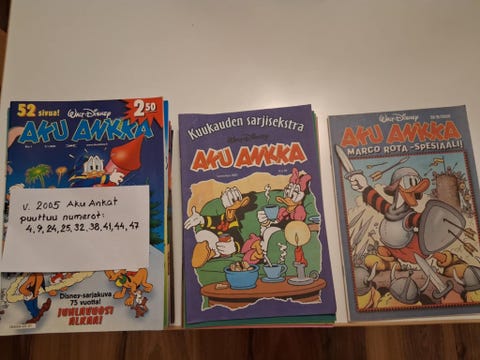 52 sivua!
WALT DISNEY
2.50
AKU ANKKA
v. 2005 Aku Ankat
puuttuu numerot:
4, 9, 24, 25, 32, 38, 41, 44, 47
Disney-sarjakuva
75 vuotta!
JUHLAVUOSI
ALKAA!
Kuukauden sarjisekstra
WALT DISNEY
AKU ANKKA
WALT DISNEY
AKU ANKKA
MARCO ROTA -SPESIAALI!